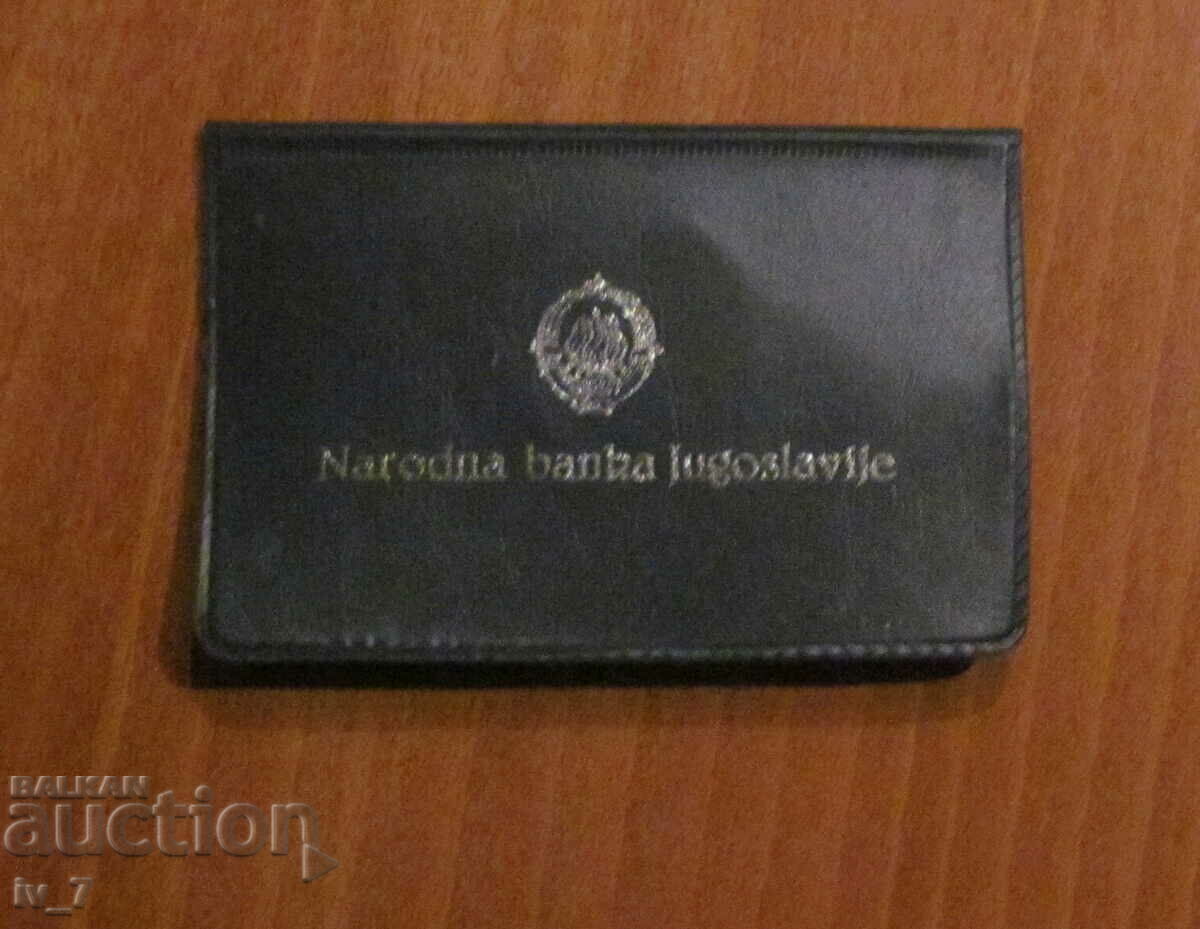 Narodna banka Jugoslavije
BALKAN
auction
iv_7